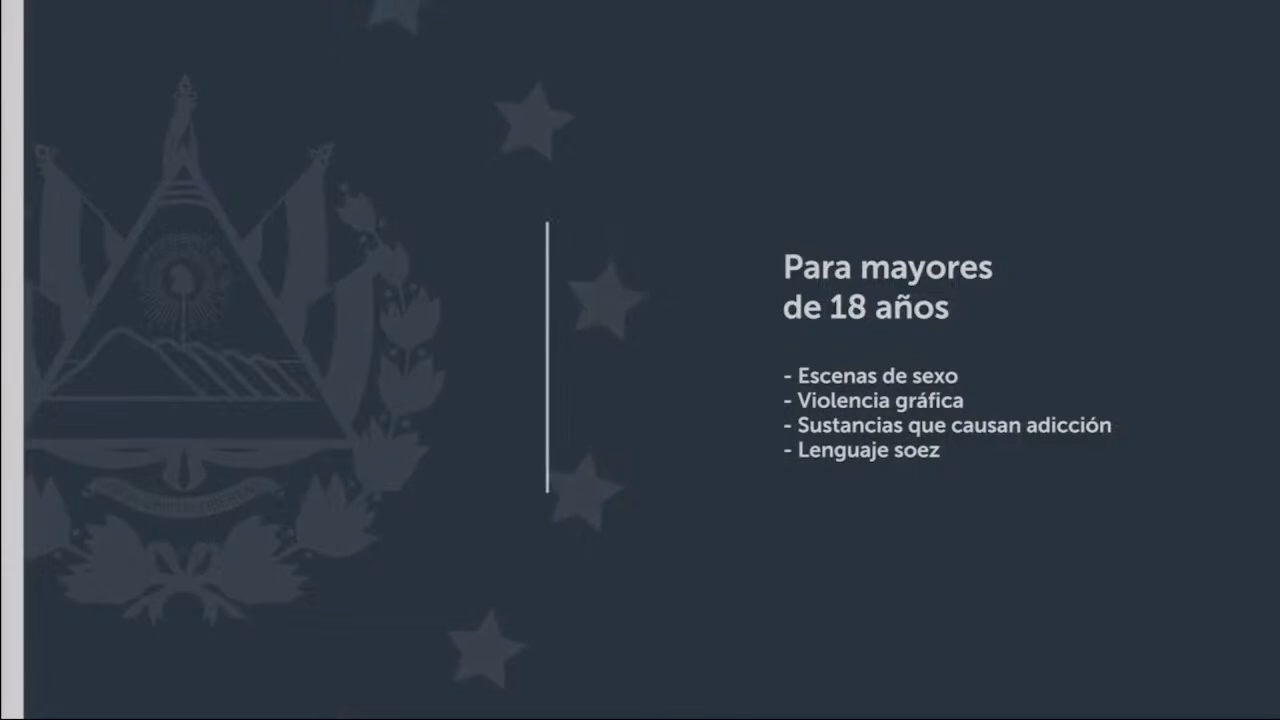 Para mayores
de 18 años
- Escenas de sexo
- Violencia gráfica
- Sustancias que causan adicción
- Lenguaje soez